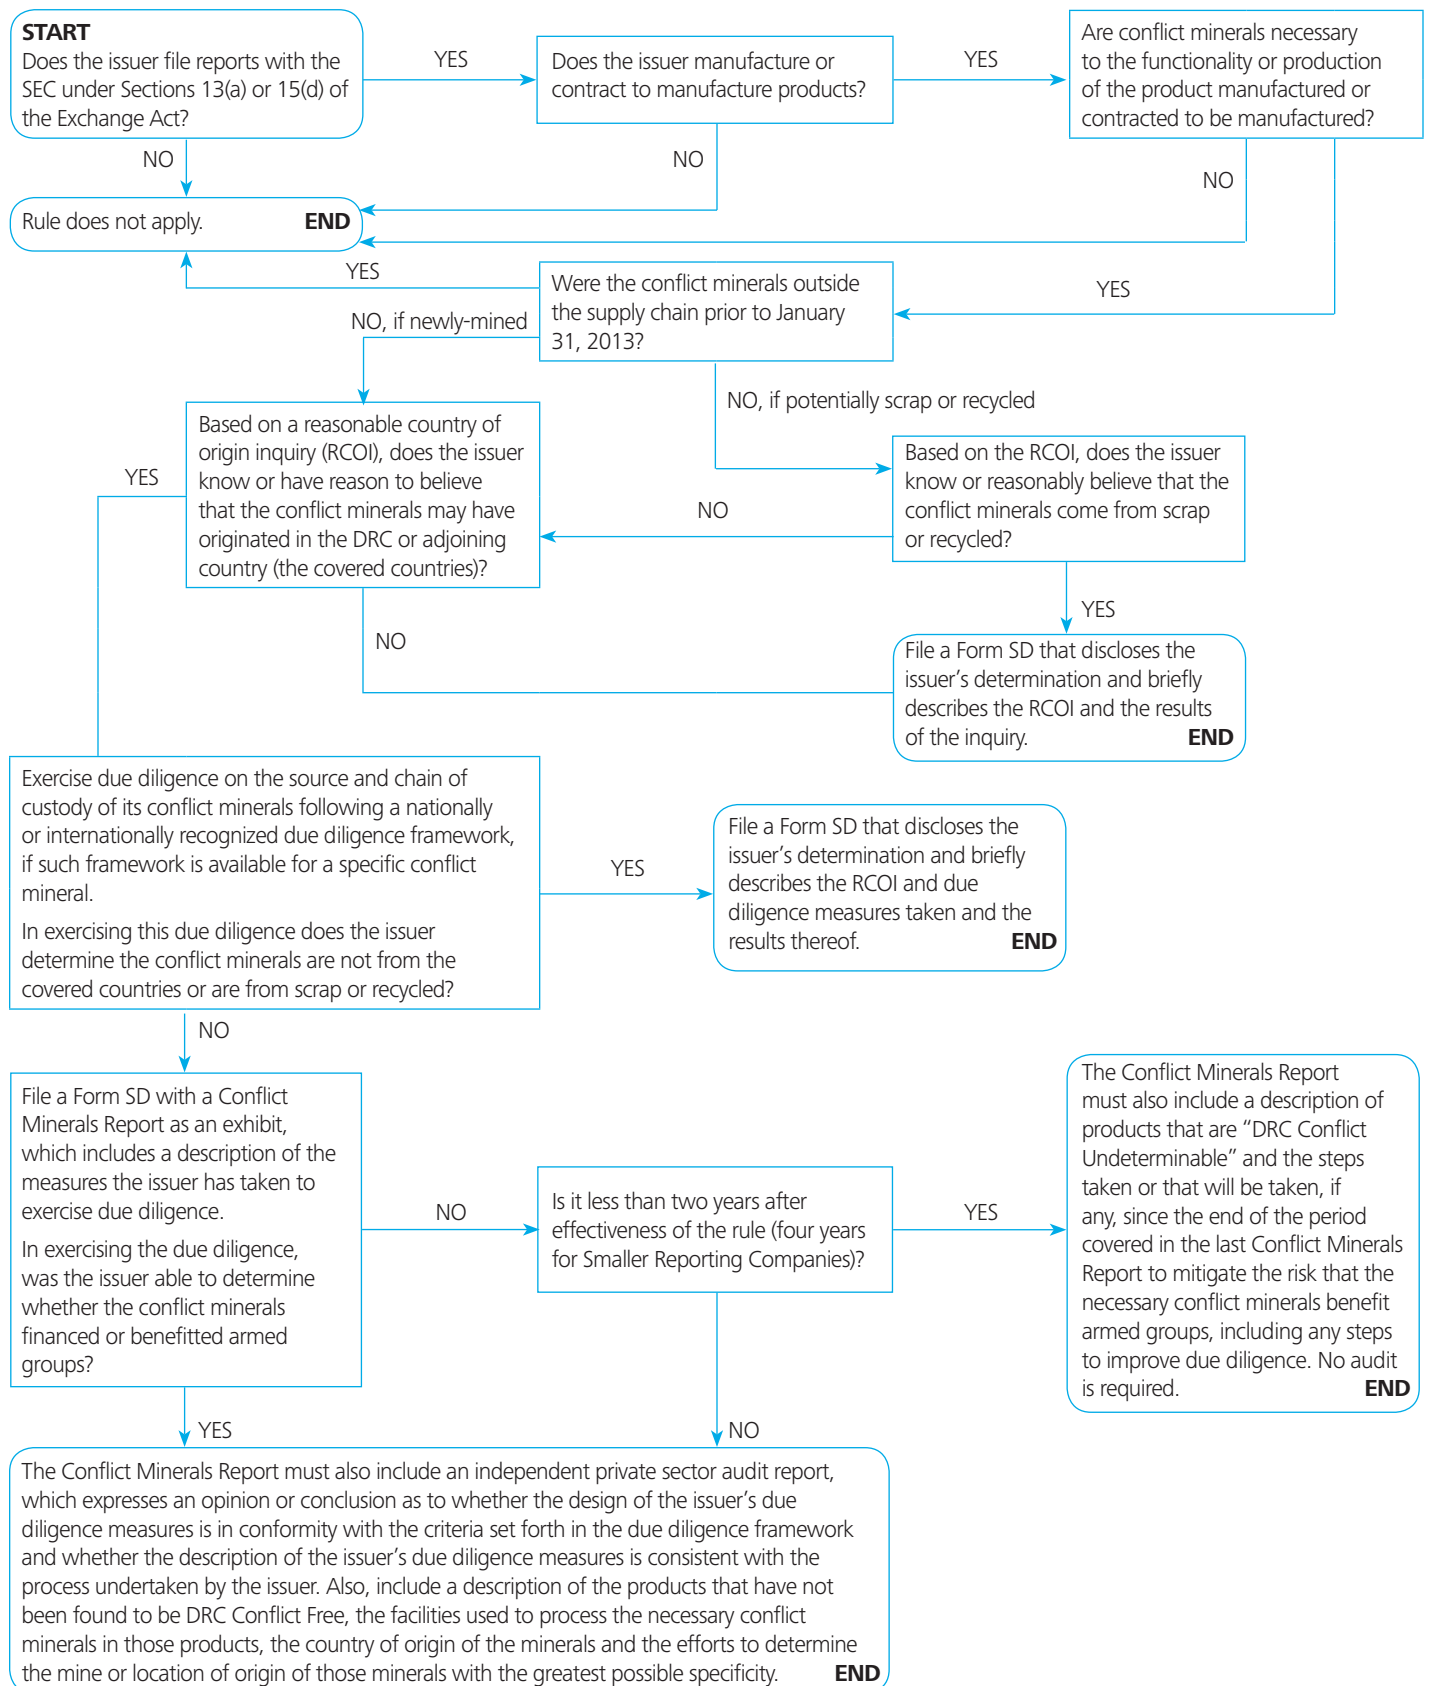 START
Does the issuer file reports with the
SEC under Sections 13(a) or 15(d) of
the Exchange Act?
YES
Does the issuer manufacture or
contract to manufacture products?
YES
Are conflict minerals necessary
to the functionality or production
of the product manufactured or
contracted to be manufactured?
NO
NO
NO
Rule does not apply. END
YES
Were the conflict minerals outside
the supply chain prior to January
31, 2013?
YES
NO, if newly-mined
NO, if potentially scrap or recycled
Based on a reasonable country of
origin inquiry (RCOI), does the issuer
know or have reason to believe
that the conflict minerals may have
originated in the DRC or adjoining
country (the covered countries)?
YES
NO
Based on the RCOI, does the issuer
know or reasonably believe that the
conflict minerals come from scrap
or recycled?
YES
NO
File a Form SD that discloses the
issuer's determination and briefly
describes the RCOI and the results
of the inquiry. END
Exercise due diligence on the source and chain of
custody of its conflict minerals following a nationally
or internationally recognized due diligence framework,
if such framework is available for a specific conflict
mineral.
In exercising this due diligence does the issuer
determine the conflict minerals are not from the
covered countries or are from scrap or recycled?
YES
File a Form SD that discloses the
issuer's determination and briefly
describes the RCOI and due
diligence measures taken and the
results thereof. END
NO
File a Form SD with a Conflict
Minerals Report as an exhibit,
which includes a description of the
measures the issuer has taken to
exercise due diligence.
In exercising the due diligence,
was the issuer able to determine
whether the conflict minerals
financed or benefitted armed
groups?
NO
Is it less than two years after
effectiveness of the rule (four years
for Smaller Reporting Companies)?
YES
The Conflict Minerals Report
must also include a description of
products that are “DRC Conflict
Undeterminable” and the steps
taken or that will be taken, if
any, since the end of the period
covered in the last Conflict Minerals
Report to mitigate the risk that the
necessary conflict minerals benefit
armed groups, including any steps
to improve due diligence. No audit
is required. END
YES
NO
The Conflict Minerals Report must also include an independent private sector audit report,
which expresses an opinion or conclusion as to whether the design of the issuer's due
diligence measures is in conformity with the criteria set forth in the due diligence framework
and whether the description of the issuer's due diligence measures is consistent with the
process undertaken by the issuer. Also, include a description of the products that have not
been found to be DRC Conflict Free, the facilities used to process the necessary conflict
minerals in those products, the country of origin of the minerals and the efforts to determine
the mine or location of origin of those minerals with the greatest possible specificity. END